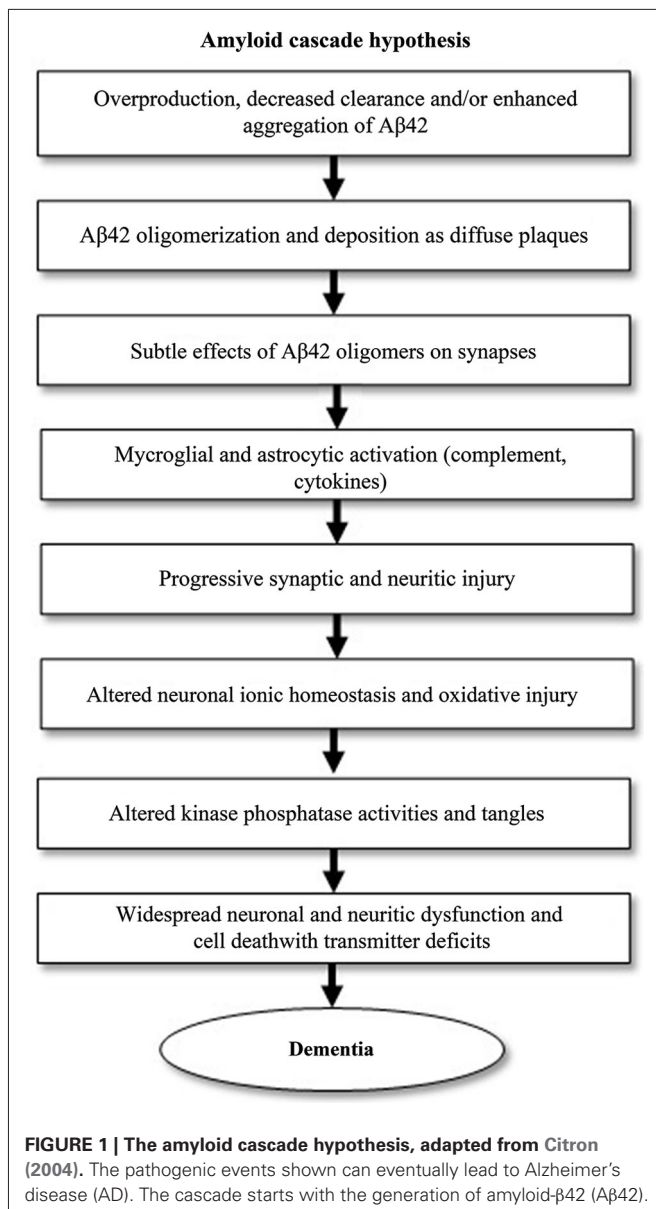 Amyloid cascade hypothesis
Overproduction, decreased clearance and/or enhanced
aggregation of Aβ42
Aβ42 oligomerization and deposition as diffuse plaques
Subtle effects of Aβ42 oligomers on synapses
Mycroglial and astrocytic activation (complement,
cytokines)
Progressive synaptic and neuritic injury
Altered neuronal ionic homeostasis and oxidative injury
Altered kinase phosphatase activities and tangles
Widespread neuronal and neuritic dysfunction and
cell deathwith transmitter deficits
Dementia
FIGURE 1 | The amyloid cascade hypothesis, adapted from Citron
(2004). The pathogenic events shown can eventually lead to Alzheimer's
disease (AD). The cascade starts with the generation of amyloid-β42 (Aβ42).